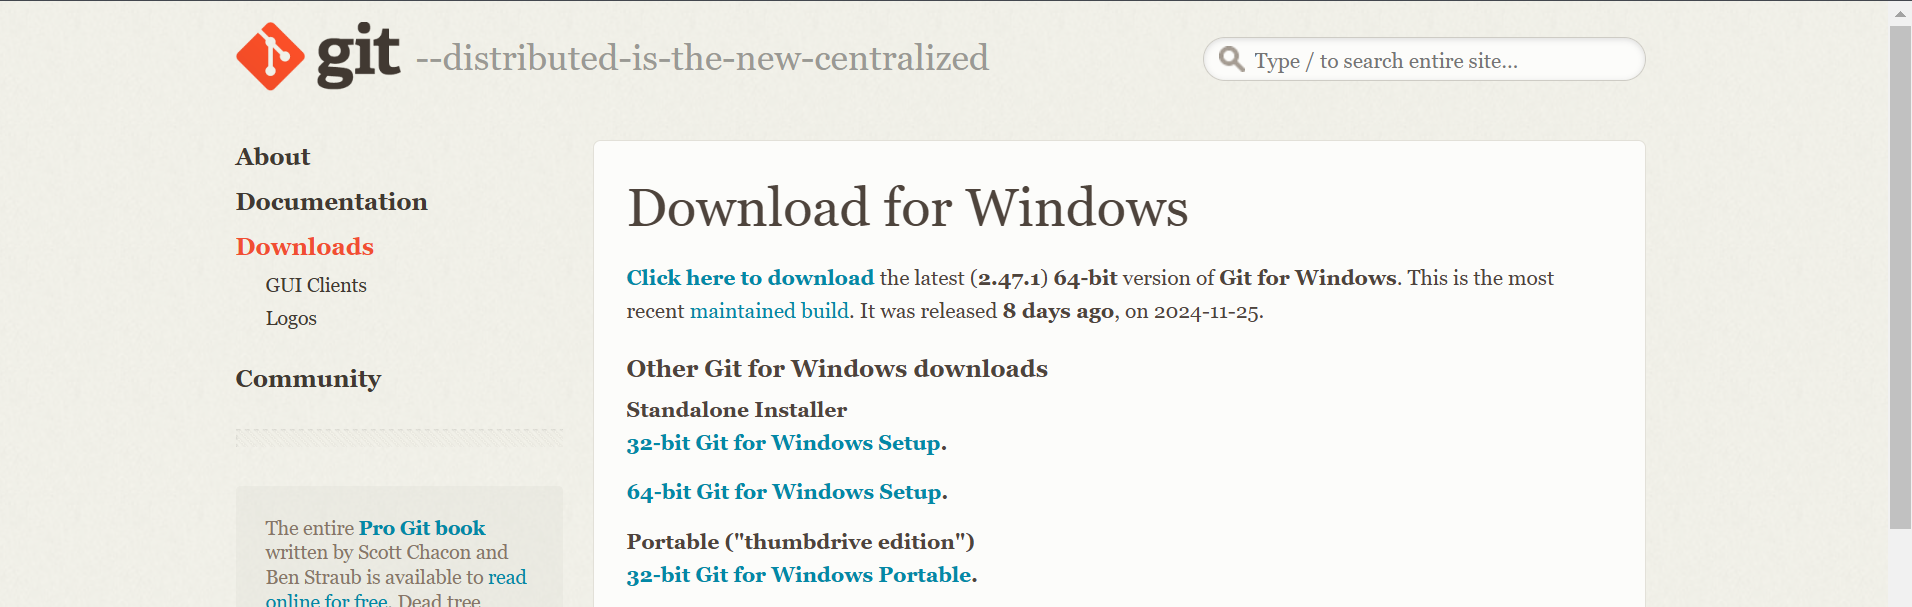 git --distributed-is-the-new-centralized
Type / to search entire site...
About
Documentation
Downloads
GUI Clients
Logos
Community
The entire Pro Git book
written by Scott Chacon and
Ben Straub is available to read
online for free. Dead tree
Download for Windows
Click here to download the latest (2.47.1) 64-bit version of Git for Windows. This is the most
recent maintained build. It was released 8 days ago, on 2024-11-25.
Other Git for Windows downloads
Standalone Installer
32-bit Git for Windows Setup.
64-bit Git for Windows Setup.
Portable ("thumbdrive edition")
32-bit Git for Windows Portable.